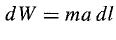 dW = ma dl